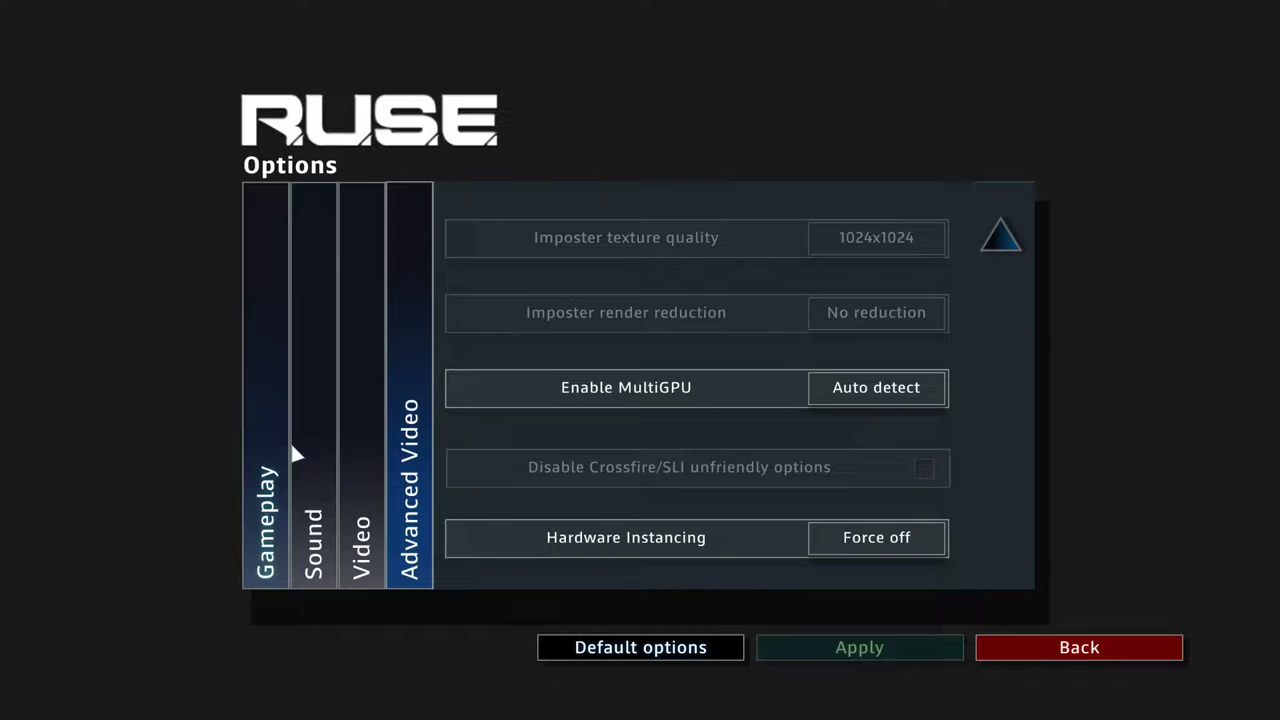 R.U.S.E
Options
Gameplay
Sound
Video
Advanced Video
Imposter texture quality 1024x1024
Imposter render reduction No reduction
Enable MultiGPU Auto detect
Disable Crossfire/SLI unfriendly options
Hardware Instancing Force off
Default options Apply Back